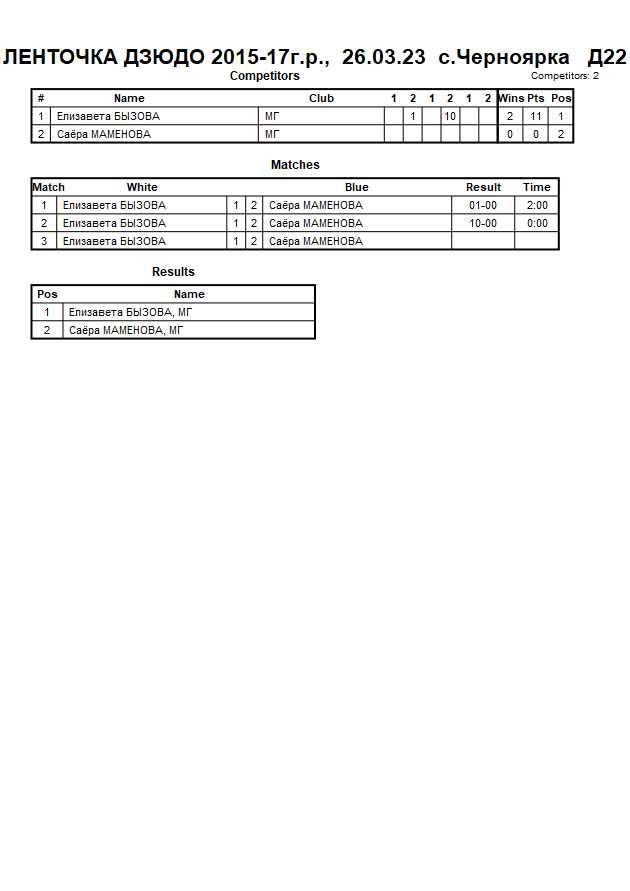 ЛЕНТОЧКА ДЗЮДО 2015-17г.р., 26.03.23 с.Черноярка Д22
Competitors Competitors: 2
# Name Club 1 2 1 2 1 2 Wins Pts Pos
1 Елизавета БЫЗОВА МГ 1 10 2 11 1
2 Саёра МАМЕНОВА МГ 0 0 2
Matches
Match White Blue Result Time
1 Елизавета БЫЗОВА 1 2 Саёра МАМЕНОВА 01-00 2:00
2 Елизавета БЫЗОВА 1 2 Саёра МАМЕНОВА 10-00 0:00
3 Елизавета БЫЗОВА 1 2 Саёра МАМЕНОВА
Results
Pos Name
1 Елизавета БЫЗОВА, МГ
2 Саёра МАМЕНОВА, МГ